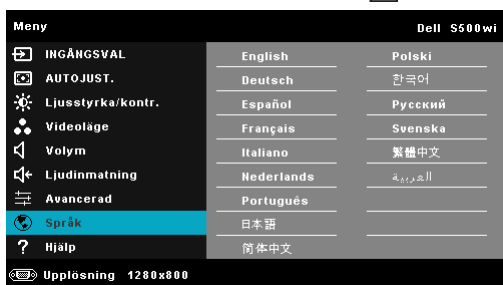 Meny Dell S500wi
INGÅNGSVAL English Polski
AUTOJUST. Deutsch 한국어
Ljusstyrka/kontr. Español Русский
Videoläge Français Svenska
Volym Italiano 繁體中文
Ljudinmatning Nederlands العربية
Avancerad Português
Språk 日本語
Hjälp 简体中文
Upplösning 1280x800